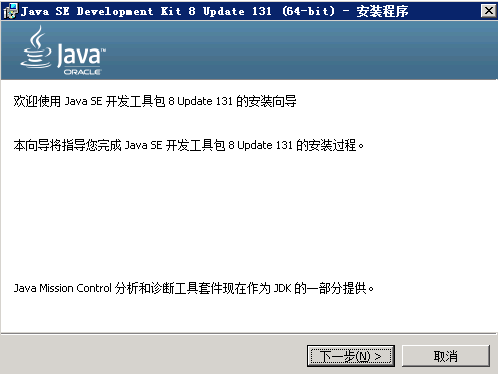 Java SE Development Kit 8 Update 131 (64-bit) - 安装程序
Java™
ORACLE
欢迎使用 Java SE 开发工具包 8 Update 131 的安装向导
本向导将指导您完成 Java SE 开发工具包 8 Update 131 的安装过程。
Java Mission Control 分析和诊断工具套件现在作为 JDK 的一部分提供。
下一步(N) >
取消